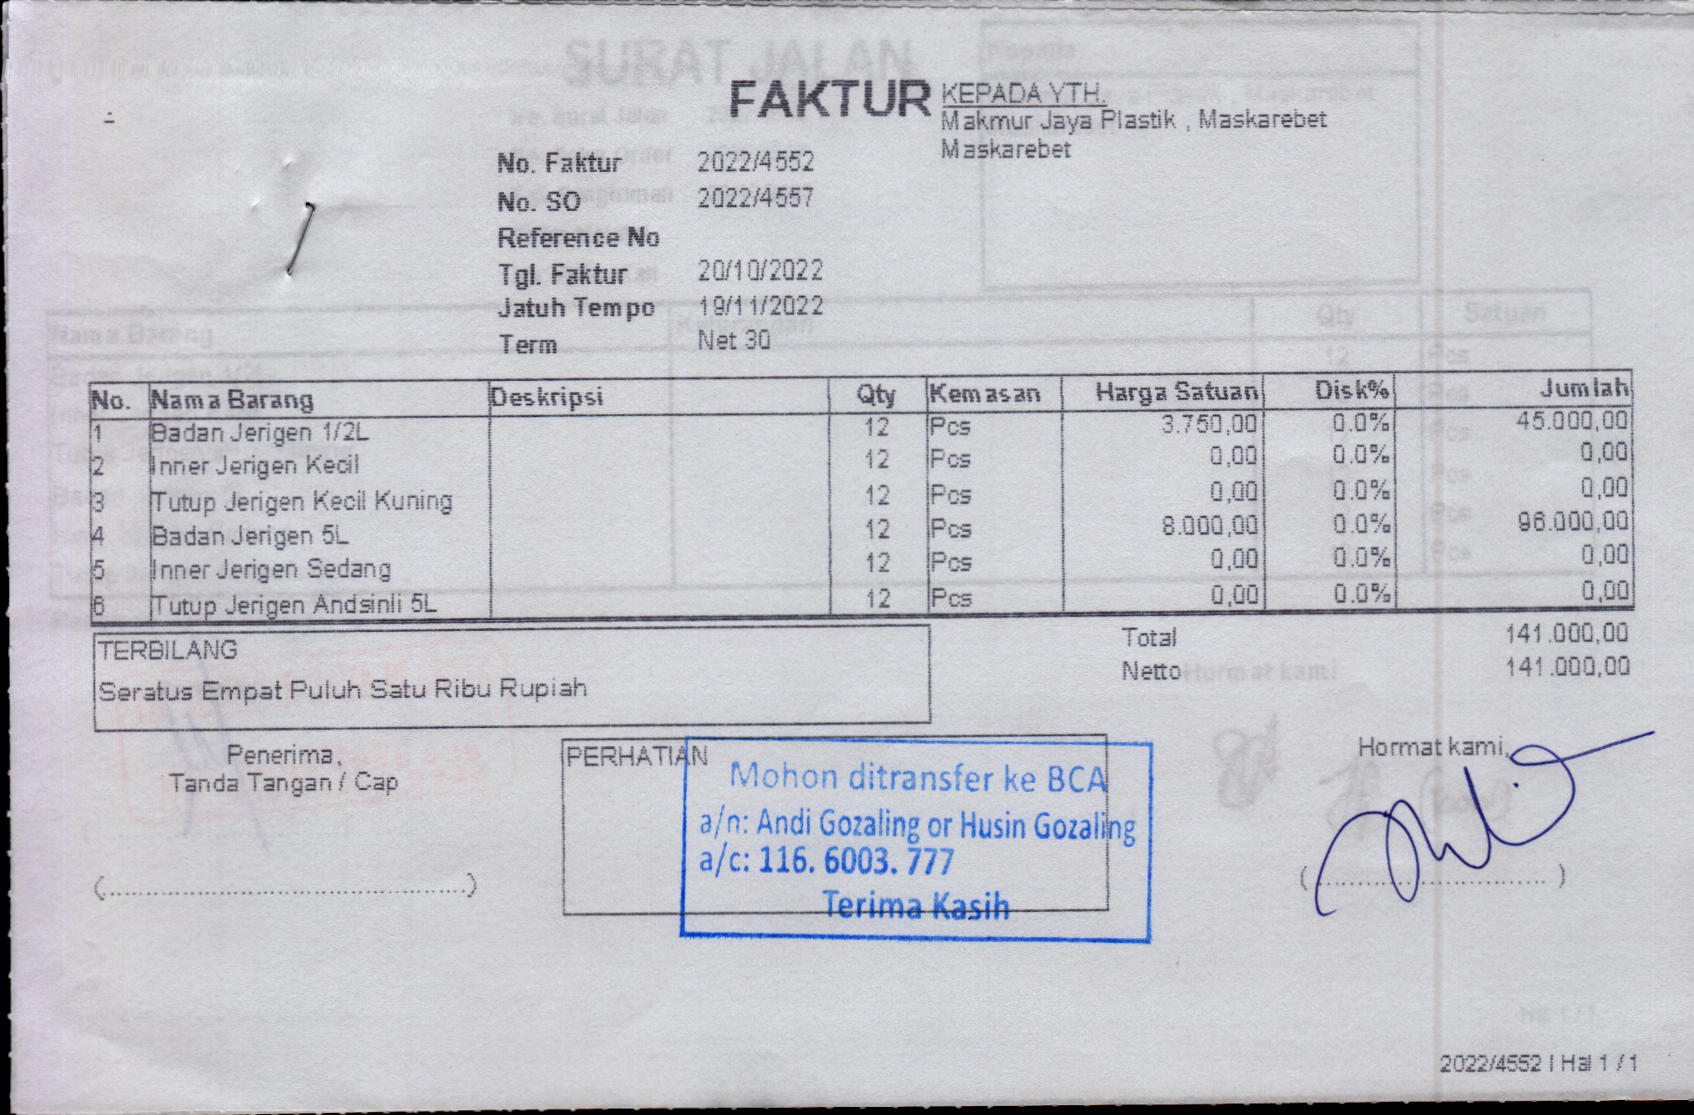 FAKTUR
KEPADA YTH.
Makmur Jaya Plastik , Maskarebet
Maskarebet
No. Faktur 2022/4552
No. SO 2022/4557
Reference No
Tgl. Faktur 20/10/2022
Jatuh Tempo 19/11/2022
Term Net 30
No. Nama Barang Deskripsi Qty Kemasan Harga Satuan Disk% Jumlah
1 Badan Jerigen 1/2L 12 Pcs 3.750,00 0.0% 45.000,00
2 Inner Jerigen Kecil 12 Pcs 0,00 0.0% 0,00
3 Tutup Jerigen Kecil Kuning 12 Pcs 0,00 0.0% 0,00
4 Badan Jerigen 5L 12 Pcs 8.000,00 0.0% 96.000,00
5 Inner Jerigen Sedang 12 Pcs 0,00 0.0% 0,00
6 Tutup Jerigen Andsinli 5L 12 Pcs 0,00 0.0% 0,00
Total 141.000,00
Netto 141.000,00
TERBILANG
Seratus Empat Puluh Satu Ribu Rupiah
Penerima,
Tanda Tangan / Cap
(..............................................)
PERHATIAN
Mohon ditransfer ke BCA
a/n: Andi Gozaling or Husin Gozaling
a/c: 116. 6003. 777
Terima Kasih
Hormat kami,
(..............................)
2022/4552 | Hal 1 / 1